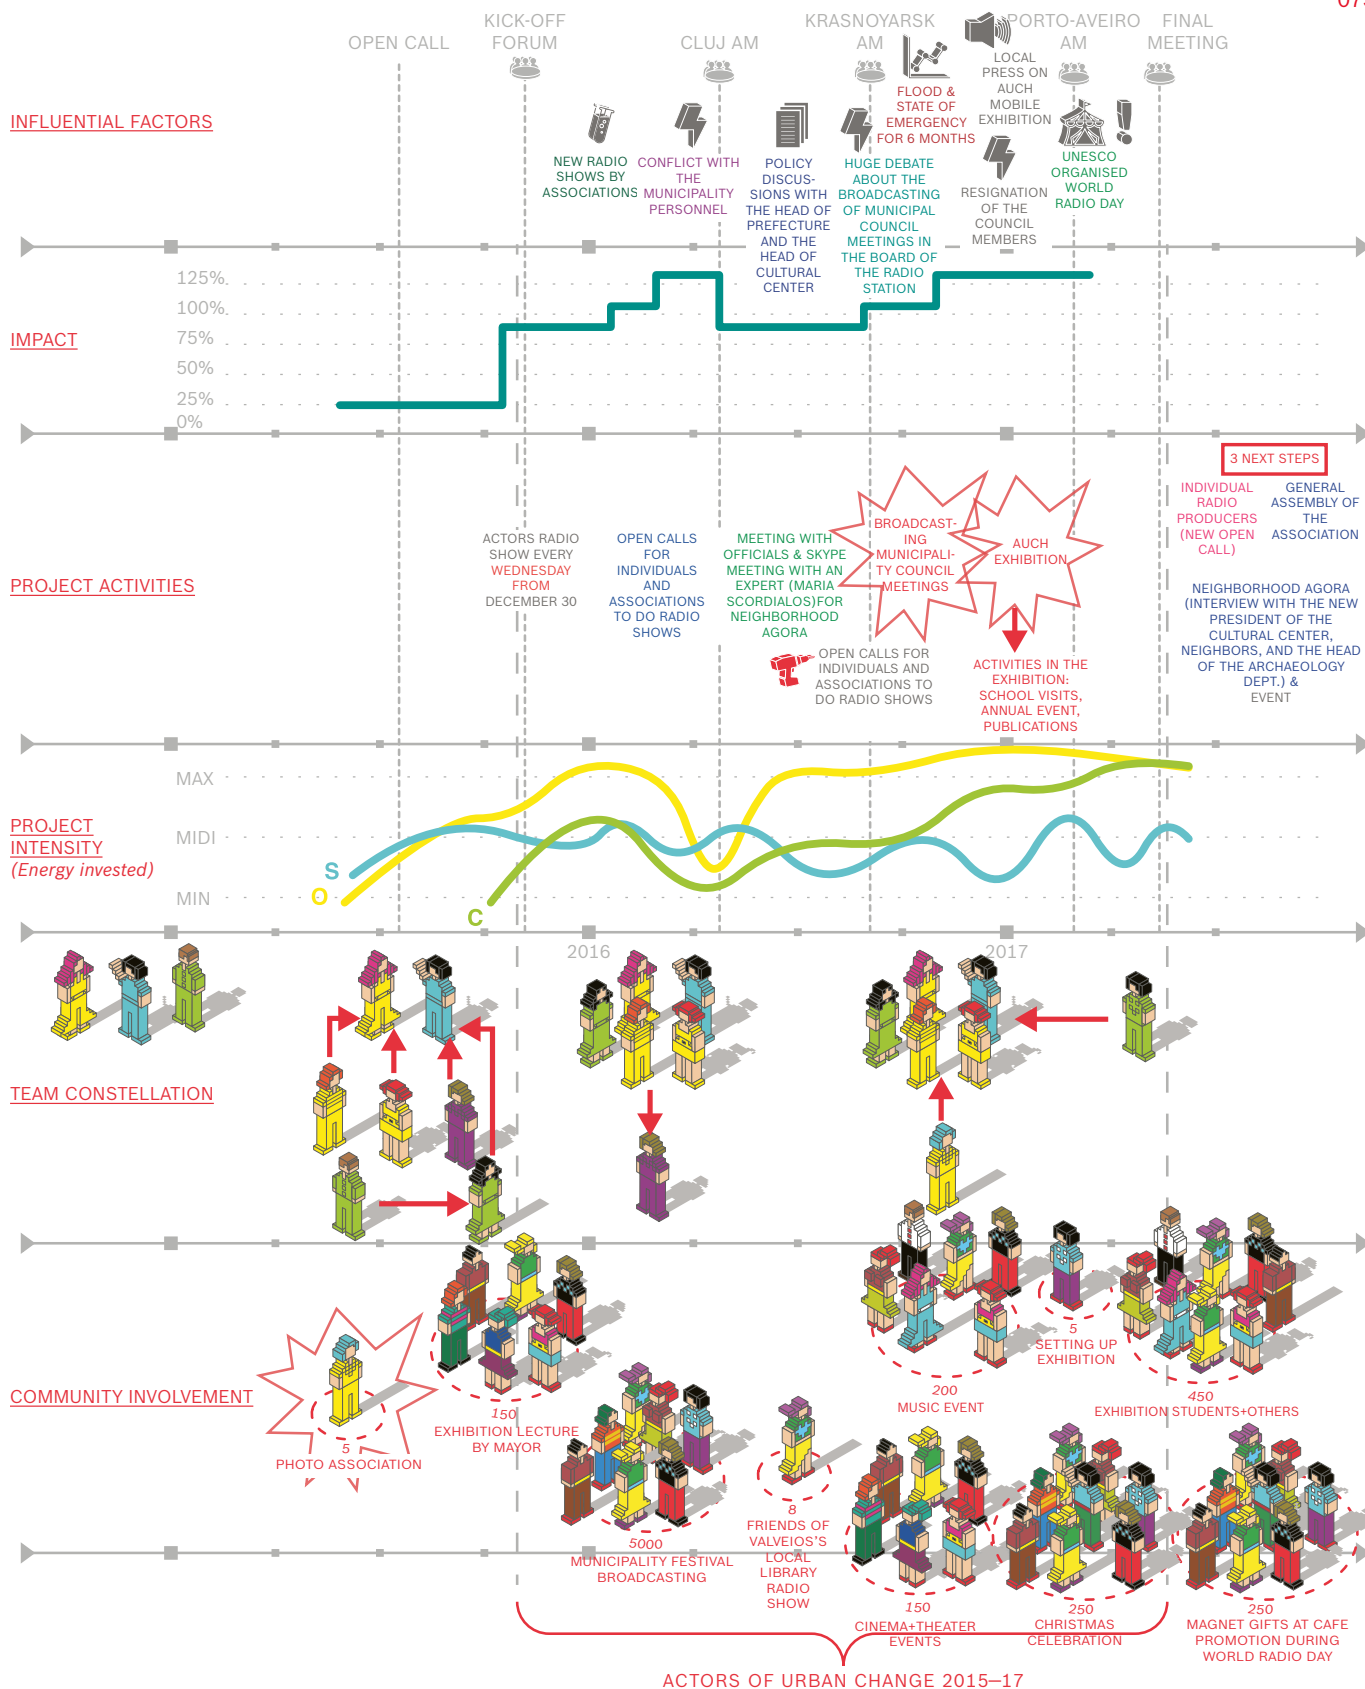 OPEN CALL
KICK-OFF
FORUM
CLUJ AM
KRASNOYARSK
AM
PORTO-AVEIRO
AM
FINAL
MEETING
INFLUENTIAL FACTORS
NEW RADIO
SHOWS BY
ASSOCIATIONS
CONFLICT WITH
THE
MUNICIPALITY
PERSONNEL
POLICY
DISCUS-
SIONS WITH
THE HEAD OF
PREFECTURE
AND THE
HEAD OF
CULTURAL
CENTER
HUGE DEBATE
ABOUT THE
BROADCASTING
OF MUNICIPAL
COUNCIL
MEETINGS IN
THE BOARD OF
THE RADIO
STATION
FLOOD &
STATE OF
EMERGENCY
FOR 6 MONTHS
LOCAL
PRESS ON
AUCH
MOBILE
EXHIBITION
RESIGNATION
OF THE
COUNCIL
MEMBERS
UNESCO
ORGANISED
WORLD
RADIO DAY
IMPACT
125%
100%
75%
50%
25%
0%
PROJECT ACTIVITIES
ACTORS RADIO
SHOW EVERY
WEDNESDAY
FROM
DECEMBER 30
OPEN CALLS
FOR
INDIVIDUALS
AND
ASSOCIATIONS
TO DO RADIO
SHOWS
MEETING WITH
OFFICIALS & SKYPE
MEETING WITH AN
EXPERT (MARIA
SCORDIALOS)FOR
NEIGHBORHOOD
AGORA
OPEN CALLS FOR
INDIVIDUALS AND
ASSOCIATIONS TO
DO RADIO SHOWS
BROADCAST-
ING
MUNICIPALI-
TY COUNCIL
MEETINGS
AUCH
EXHIBITION
ACTIVITIES IN THE
EXHIBITION:
SCHOOL VISITS,
ANNUAL EVENT,
PUBLICATIONS
3 NEXT STEPS
INDIVIDUAL
RADIO
PRODUCERS
(NEW OPEN
CALL)
GENERAL
ASSEMBLY OF
THE
ASSOCIATION
NEIGHBORHOOD AGORA
(INTERVIEW WITH THE NEW
PRESIDENT OF THE
CULTURAL CENTER,
NEIGHBORS, AND THE HEAD
OF THE ARCHAEOLOGY
DEPT.) &
EVENT
PROJECT
INTENSITY
(Energy invested)
MAX
MIDI
MIN
S
O
C
2016
2017
TEAM CONSTELLATION
COMMUNITY INVOLVEMENT
5
PHOTO ASSOCIATION
150
EXHIBITION LECTURE
BY MAYOR
5000
MUNICIPALITY FESTIVAL
BROADCASTING
8
FRIENDS OF
VALVEIOS'S
LOCAL
LIBRARY
RADIO
SHOW
200
MUSIC EVENT
5
SETTING UP
EXHIBITION
450
EXHIBITION STUDENTS+OTHERS
150
CINEMA+THEATER
EVENTS
250
CHRISTMAS
CELEBRATION
250
MAGNET GIFTS AT CAFE
PROMOTION DURING
WORLD RADIO DAY
ACTORS OF URBAN CHANGE 2015–17